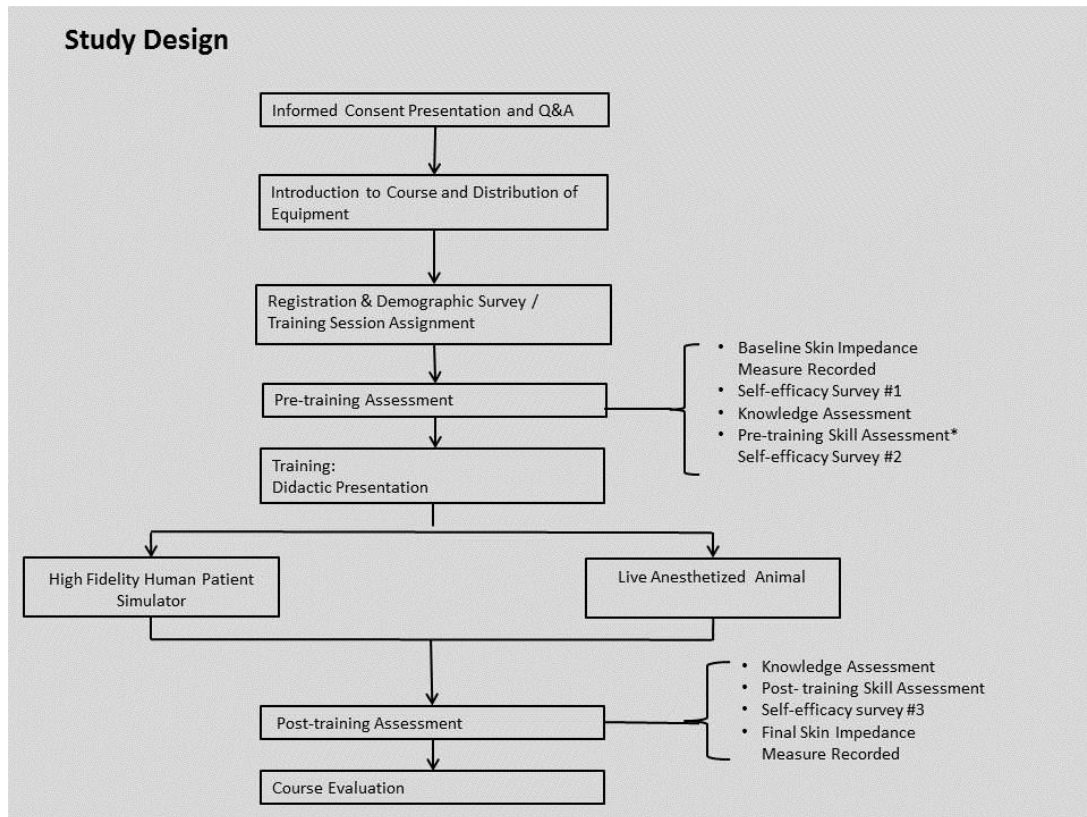 Study Design
Informed Consent Presentation and Q&A
Introduction to Course and Distribution of
Equipment
Registration & Demographic Survey /
Training Session Assignment
Pre-training Assessment
• Baseline Skin Impedance
Measure Recorded
• Self-efficacy Survey #1
• Knowledge Assessment
• Pre-training Skill Assessment*
Self-efficacy Survey #2
Training:
Didactic Presentation
High Fidelity Human Patient
Simulator
Live Anesthetized Animal
Post-training Assessment
• Knowledge Assessment
• Post- training Skill Assessment
• Self-efficacy survey #3
• Final Skin Impedance
Measure Recorded
Course Evaluation